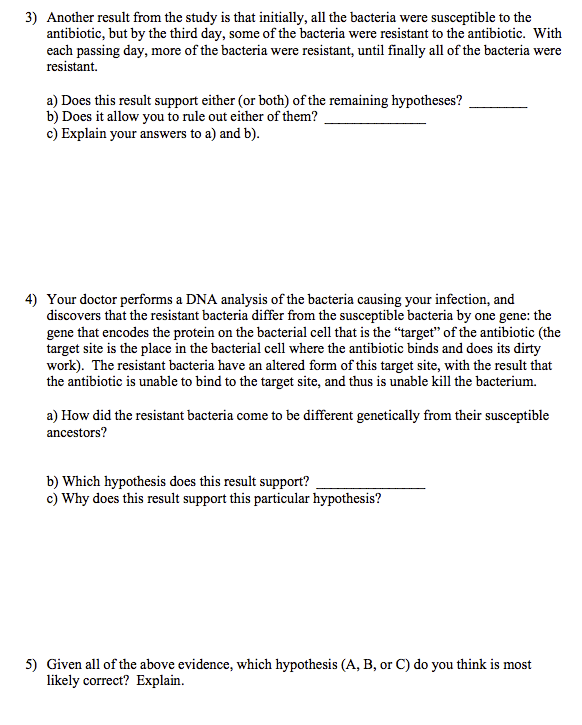 3) Another result from the study is that initially, all the bacteria were susceptible to the
antibiotic, but by the third day, some of the bacteria were resistant to the antibiotic. With
each passing day, more of the bacteria were resistant, until finally all of the bacteria were
resistant.
a) Does this result support either (or both) of the remaining hypotheses? ________
b) Does it allow you to rule out either of them? ______________
c) Explain your answers to a) and b).
4) Your doctor performs a DNA analysis of the bacteria causing your infection, and
discovers that the resistant bacteria differ from the susceptible bacteria by one gene: the
gene that encodes the protein on the bacterial cell that is the “target” of the antibiotic (the
target site is the place in the bacterial cell where the antibiotic binds and does its dirty
work). The resistant bacteria have an altered form of this target site, with the result that
the antibiotic is unable to bind to the target site, and thus is unable kill the bacterium.
a) How did the resistant bacteria come to be different genetically from their susceptible
ancestors?
b) Which hypothesis does this result support? _______________
c) Why does this result support this particular hypothesis?
5) Given all of the above evidence, which hypothesis (A, B, or C) do you think is most
likely correct? Explain.